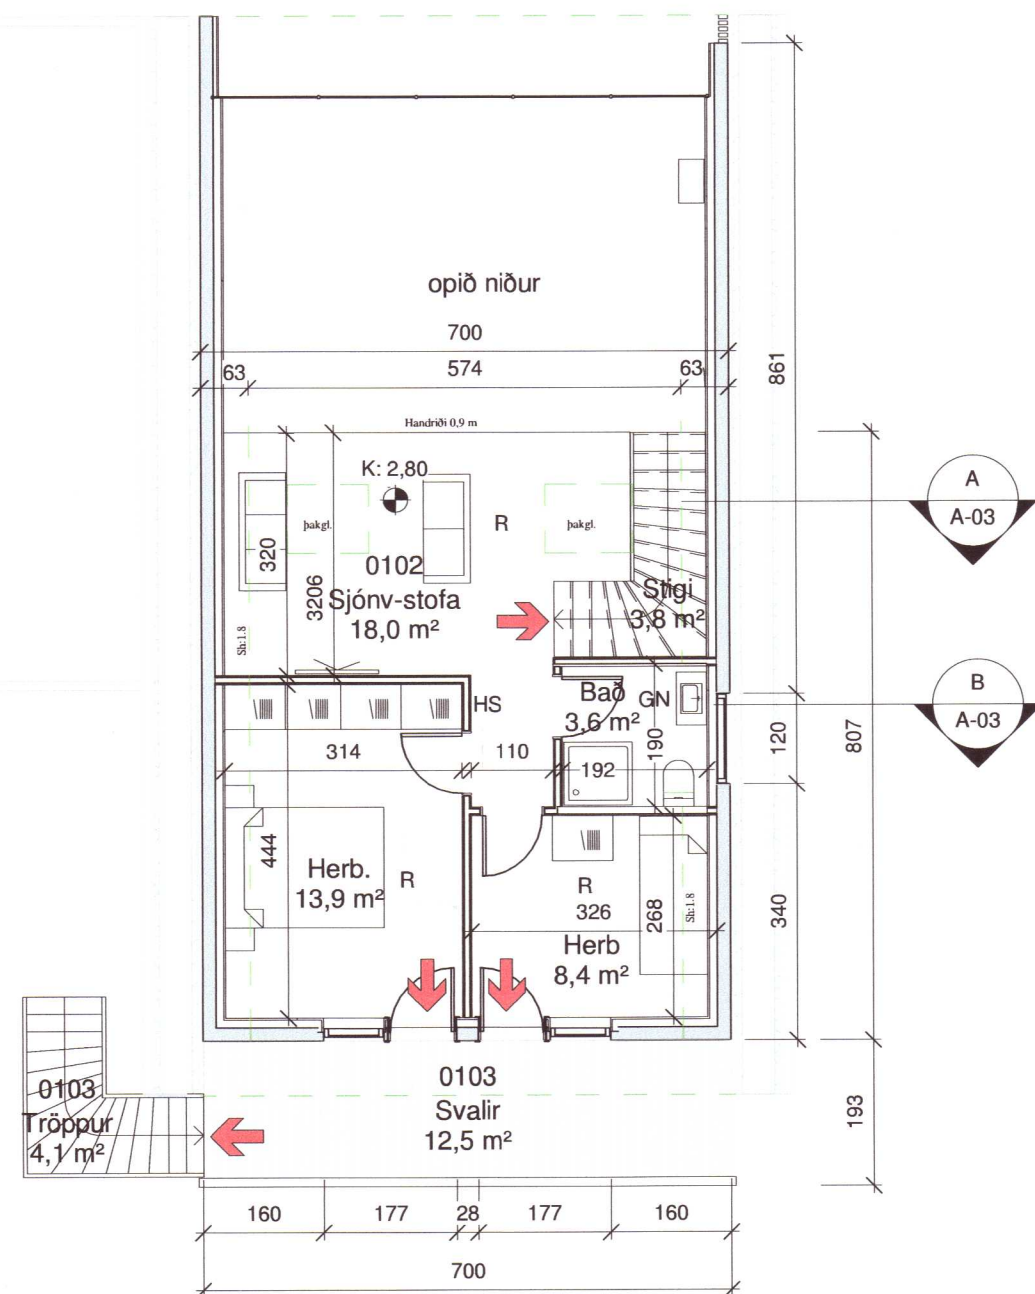 opið niður
700
63
574
63
861
Handriði 0,9 m
K: 2,80
þakgl.
R
þakgl.
A
A-03
320
3206
0102
Sjónv-stofa
18,0 m²
Stigi
3,8 m²
Sh:1.8
HS
Bað
3,6 m²
GN
B
A-03
314
110
192
190
120
807
444
Herb.
13,9 m²
R
R
326
268
Sh:1.8
340
Herb
8,4 m²
0103
Tröppur
4,1 m²
0103
Svalir
12,5 m²
193
160
177
28
177
160
700